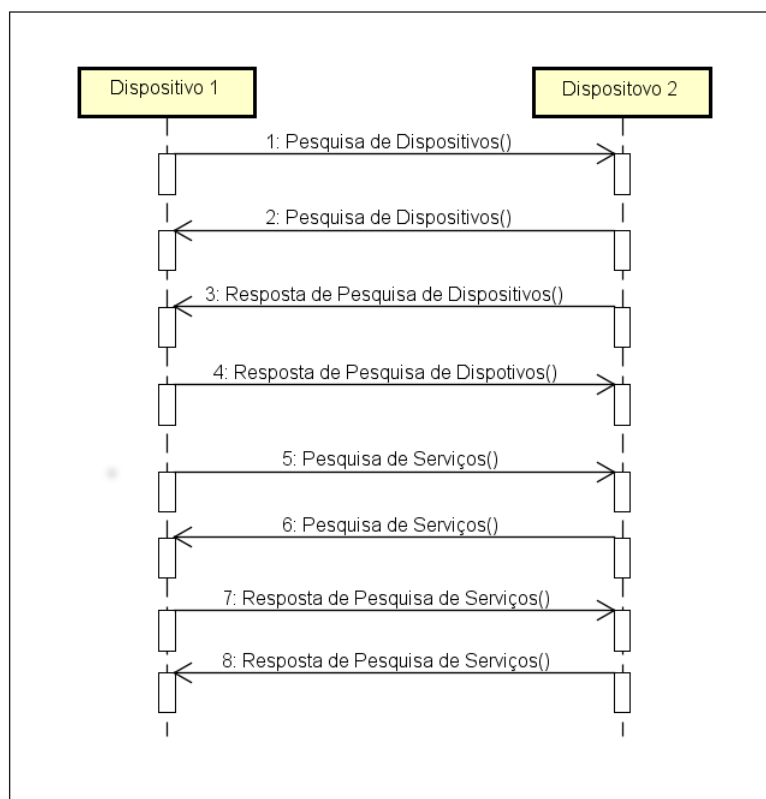 Dispositivo 1
Dispositovo 2
1: Pesquisa de Dispositivos()
2: Pesquisa de Dispositivos()
3: Resposta de Pesquisa de Dispositivos()
4: Resposta de Pesquisa de Dispotivos()
5: Pesquisa de Serviços()
6: Pesquisa de Serviços()
7: Resposta de Pesquisa de Serviços()
8: Resposta de Pesquisa de Serviços()